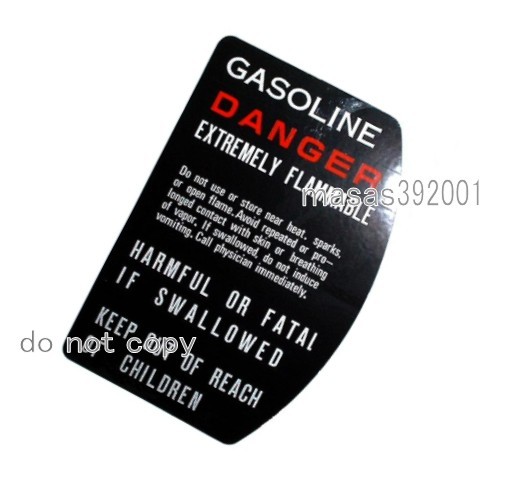 GASOLINE
DANGER
EXTREMELY FLAMMABLE
masas392001
Do not use or store near heat, sparks,
or open flame. Avoid repeated or pro-
longed contact with skin or breathing
of vapor. If swallowed, do not induce
vomiting. Call physician immediately.
HARMFUL OR FATAL
IF SWALLOWED
do not copy
KEEP OUT OF REACH
OF CHILDREN